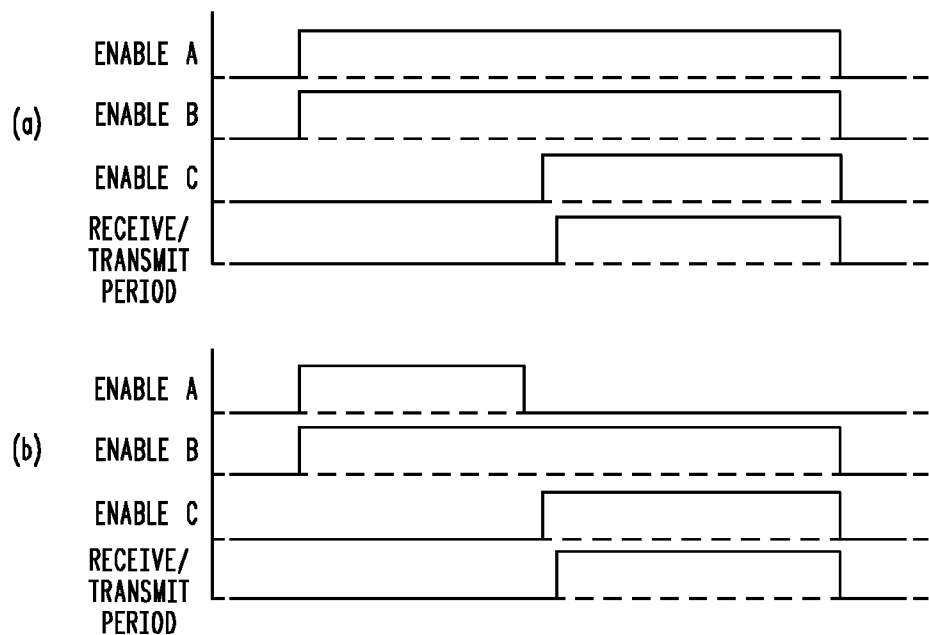 (a)
ENABLE A
ENABLE B
ENABLE C
RECEIVE/
TRANSMIT
PERIOD
(b)
ENABLE A
ENABLE B
ENABLE C
RECEIVE/
TRANSMIT
PERIOD